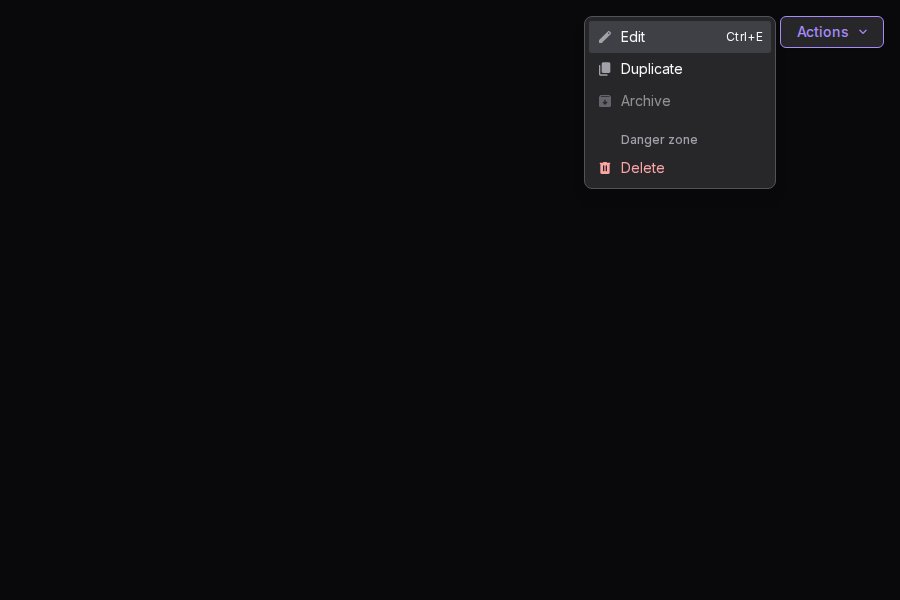 Actions
Edit Ctrl+E
Duplicate
Archive
Danger zone
Delete